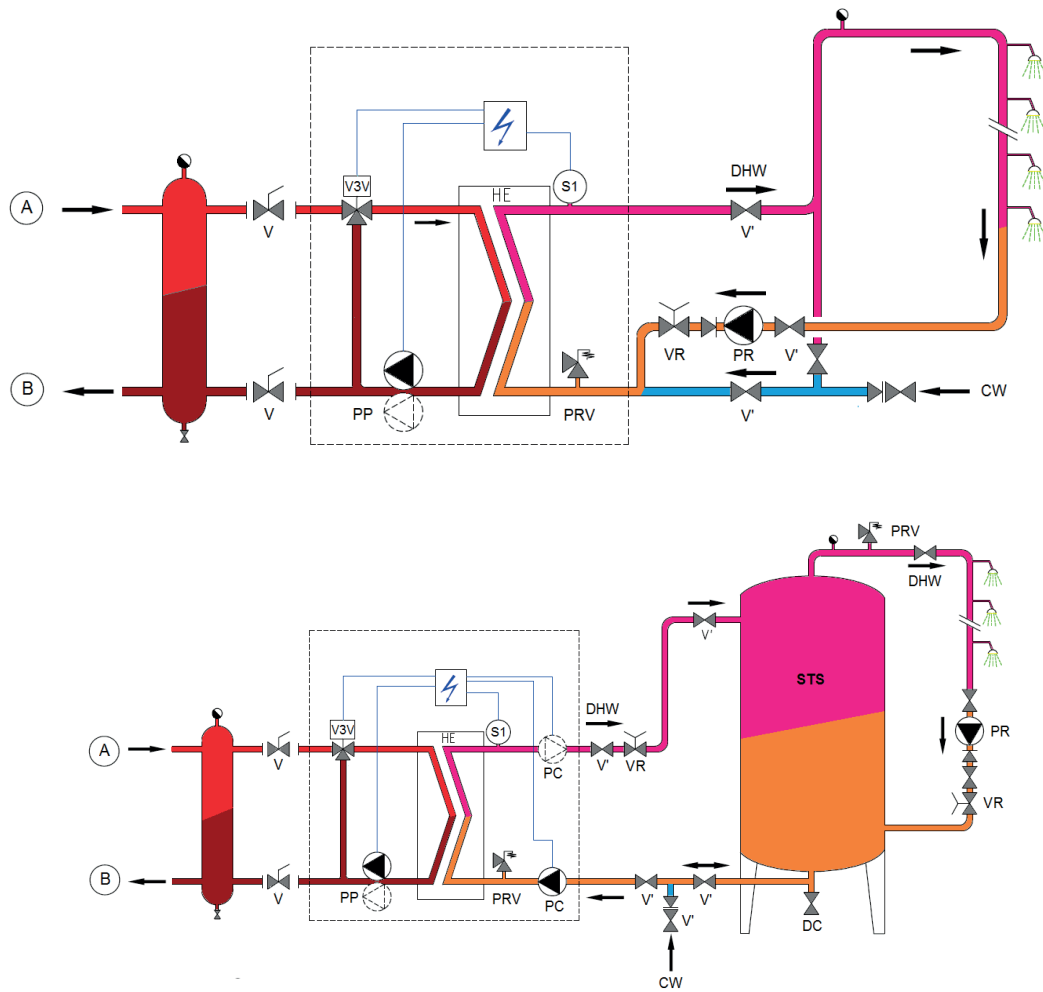 V3V
HE
S1
DHW
A
V
V'
VR
PR
V'
B
V
PP
PRV
V'
CW
PRV
DHW
V'
STS
DHW
V3V
HE
S1
PR
A
V
PC
V'
VR
VR
B
V
PP
PRV
PC
V'
V'
V'
DC
CW